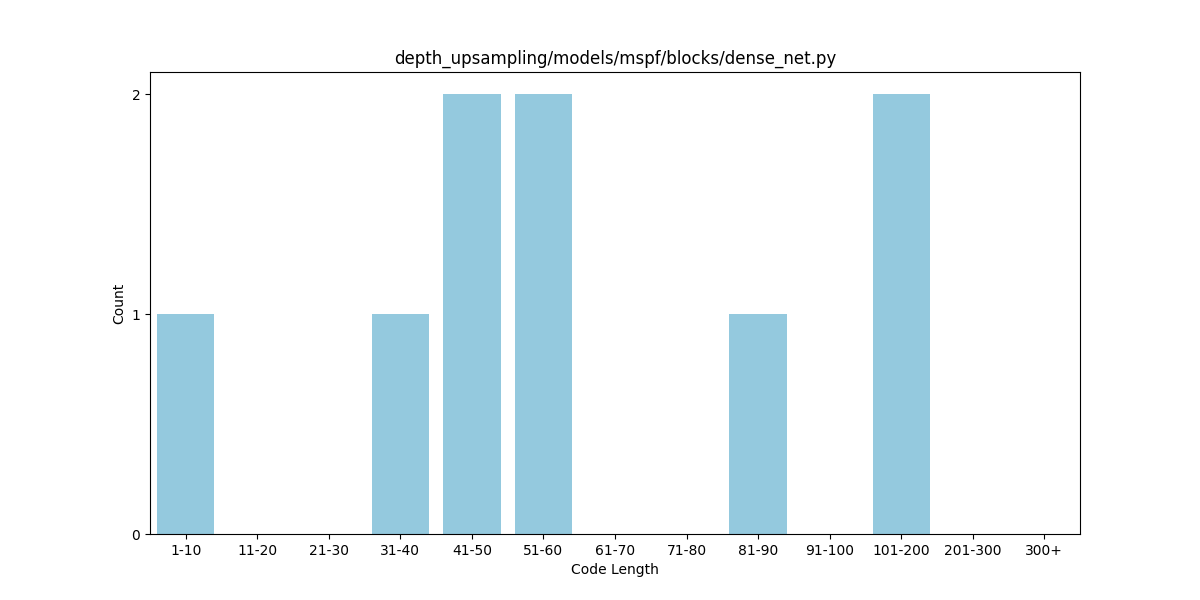 depth_upsampling/models/mspf/blocks/dense_net.py
2
1
0
Count
1-10 11-20 21-30 31-40 41-50 51-60 61-70 71-80 81-90 91-100 101-200 201-300 300+
Code Length